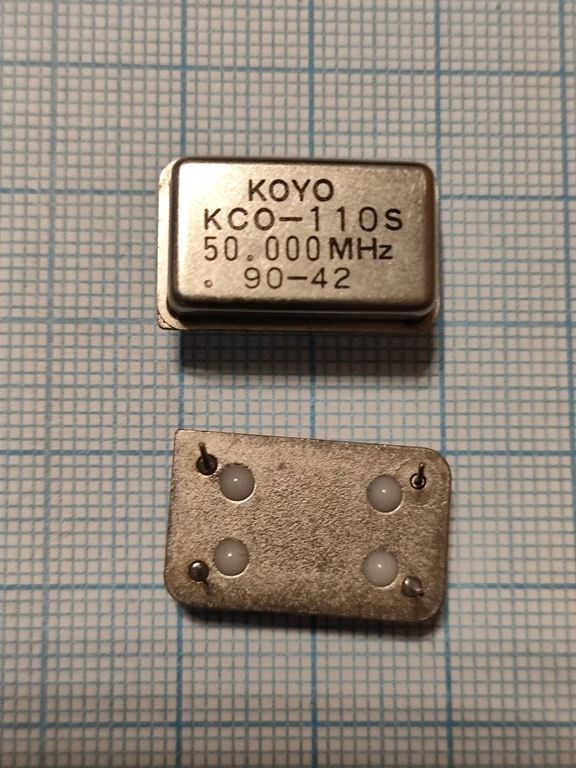 KOYO
KCO-110S
50.000MHz
. 90-42